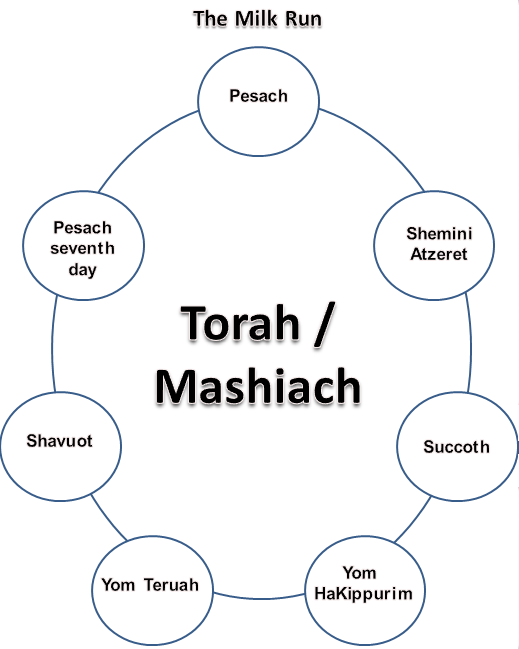 The Milk Run
Pesach
Pesach
seventh
day
Shemini
Atzeret
Torah /
Mashiach
Shavuot
Succoth
Yom Teruah
Yom
HaKippurim